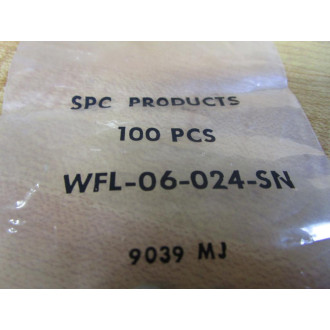 SPC PRODUCTS
100 PCS
WFL-06-024-SN
9039 MJ